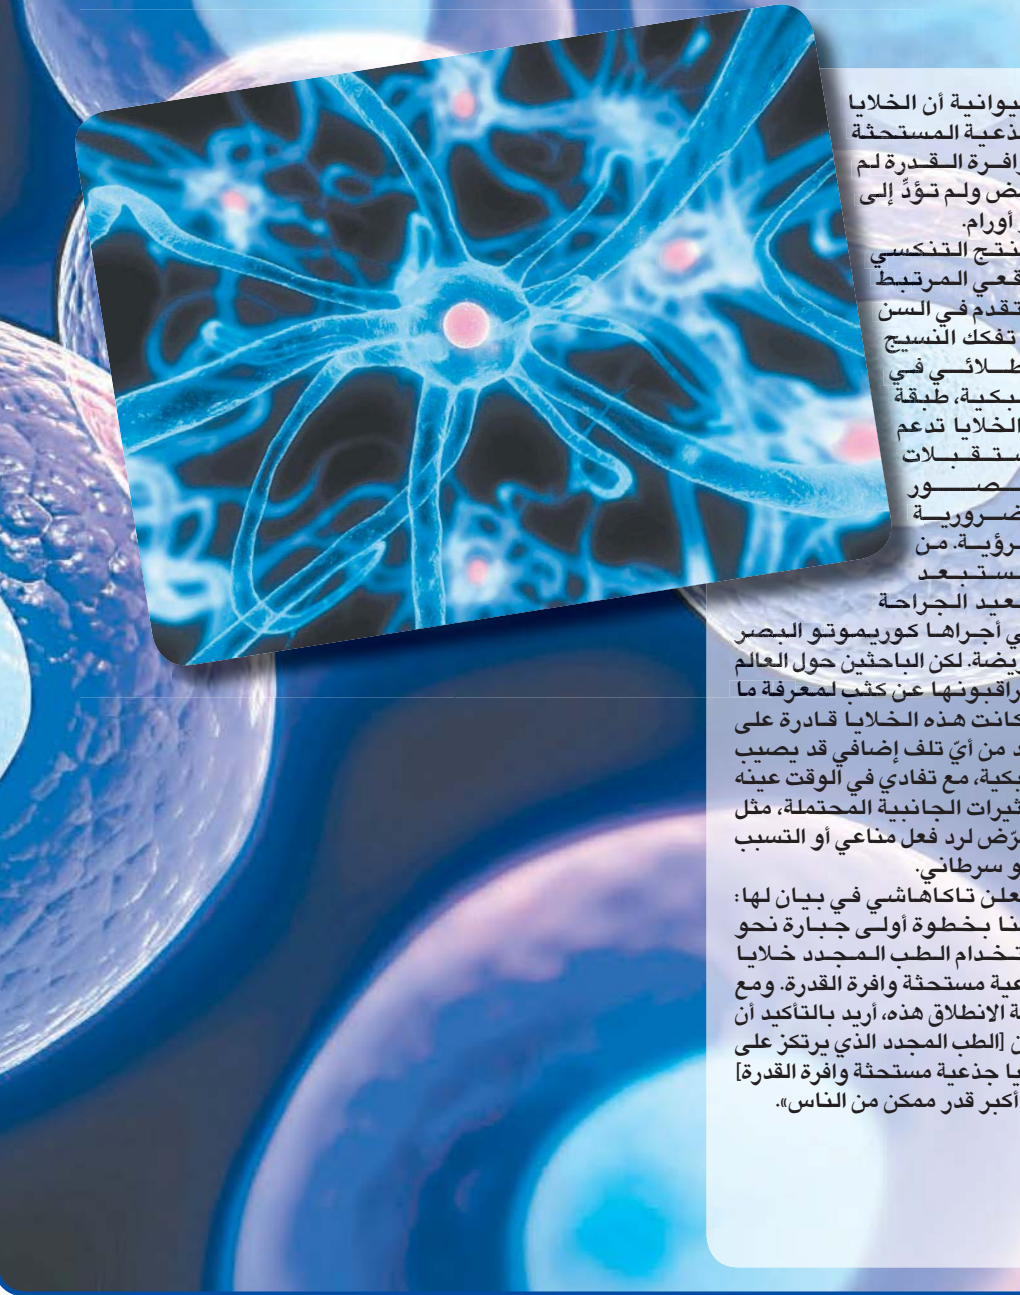 يوانية أن الخلايا
ذعية المستحثة
افرة القدرة لم
ض ولم تؤدِّ إلى
أورام.
نتج التنكسي
قعي المرتبط
تقدم في السن
تفكك النسيج
طلائي في
بكية، طبقة
الخلايا تدعم
ستقبلات
صور
ضرورية
رؤية. من
ستبعد
عيد الجراحة
ي أجراها كوريموتو البصر
ريضة. لكن الباحثين حول العالم
راقبونها عن كثب لمعرفة ما
كانت هذه الخلايا قادرة على
د من أيّ تلف إضافي قد يصيب
بكية، مع تفادي في الوقت عينه
ثيرات الجانبية المحتملة، مثل
رّض لرد فعل مناعي أو التسبب
و سرطاني.
علن تاكاهاشي في بيان لها:
نا بخطوة أولى جبارة نحو
تخدام الطب المجدد خلايا
عية مستحثة وافرة القدرة. ومع
ة الانطلاق هذه، أريد بالتأكيد أن
ن [الطب المجدد الذي يرتكز على
يا جذعية مستحثة وافرة القدرة]
أكبر قدر ممكن من الناس».